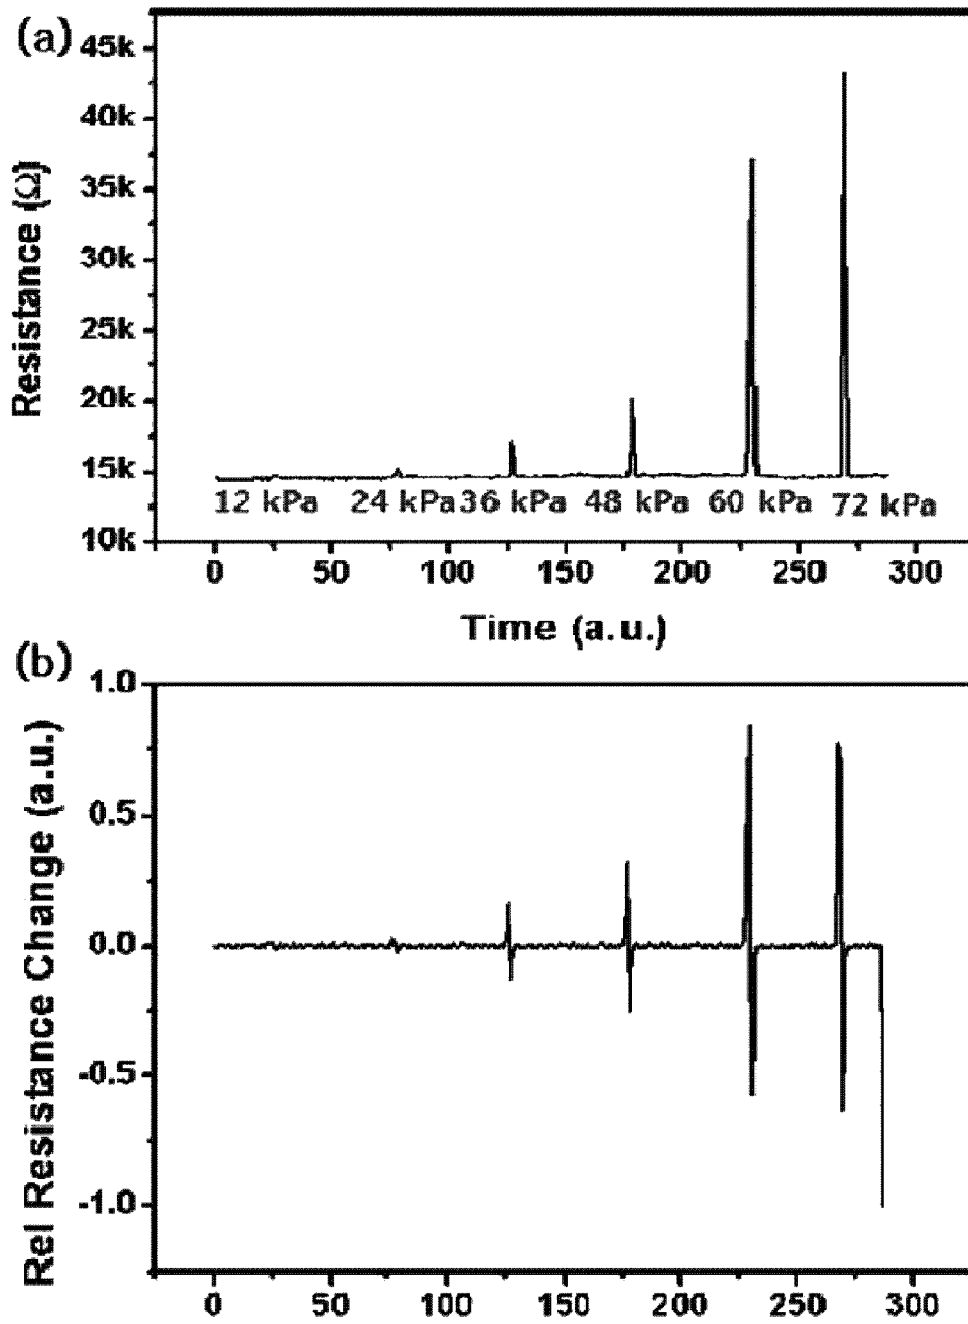 (a)
45k
40k
35k
30k
25k
20k
15k
10k
Resistance (Ω)
12 kPa 24 kPa 36 kPa 48 kPa 60 kPa 72 kPa
0 50 100 150 200 250 300
Time (a.u.)
(b)
1.0
0.5
0.0
-0.5
-1.0
Rel Resistance Change (a.u.)
0 50 100 150 200 250 300